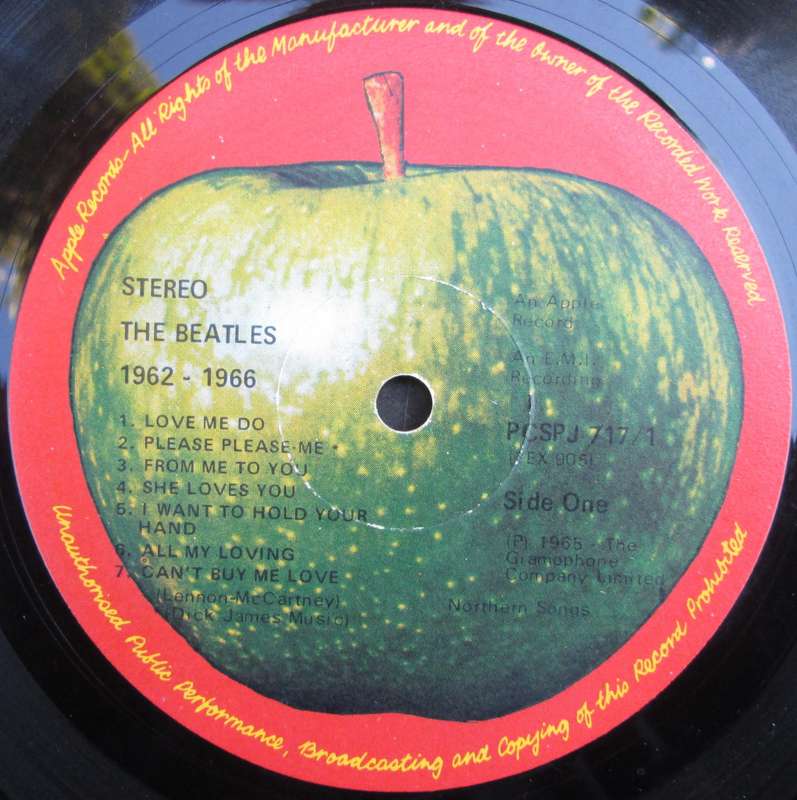 Apple Records-All Rights of the Manufacturer and of the Owner of the Recorded Work Reserved
STEREO
THE BEATLES
1962 - 1966
1. LOVE ME DO
2. PLEASE PLEASE ME
3. FROM ME TO YOU
4. SHE LOVES YOU
5. I WANT TO HOLD YOUR
HAND
6. ALL MY LOVING
7. CAN'T BUY ME LOVE
(Lennon-McCartney)
(Dick James Music)
An Apple
Record
An E.M.I.
Recording
PCSPJ 717/1
Side One
(P) 1965 - The
Gramophone
Company Limited
Northern Songs
Unauthorised Public Performance, Broadcasting and Copying of this Record Prohibited